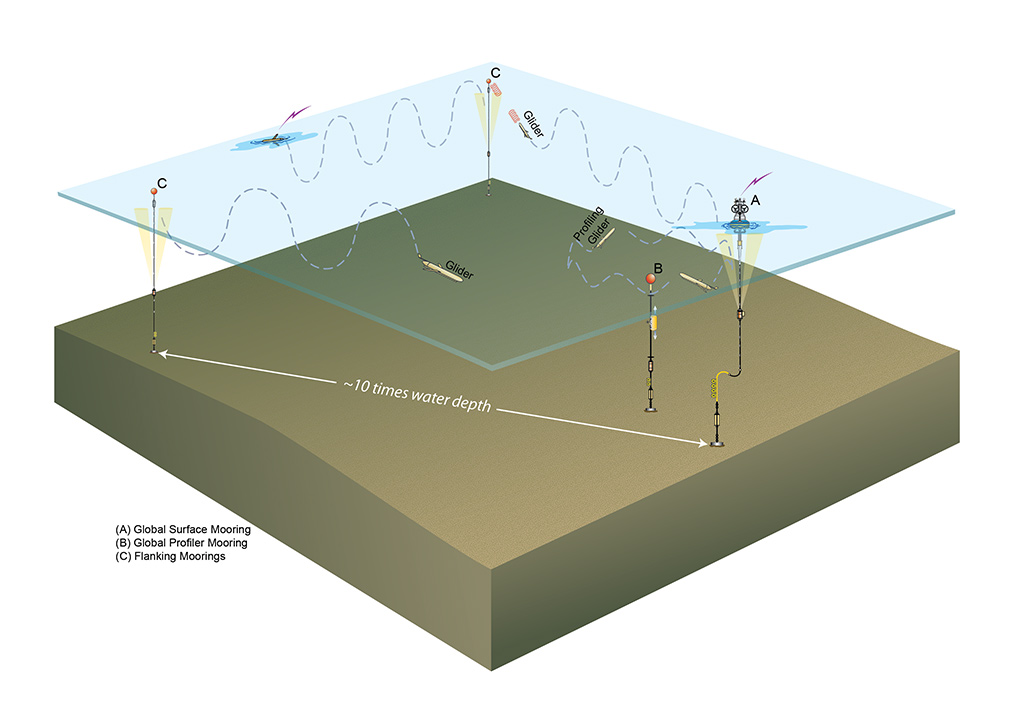 C
Glider
C
A
Profiling
Glider
Glider
B
~10 times water depth
(A) Global Surface Mooring
(B) Global Profiler Mooring
(C) Flanking Moorings